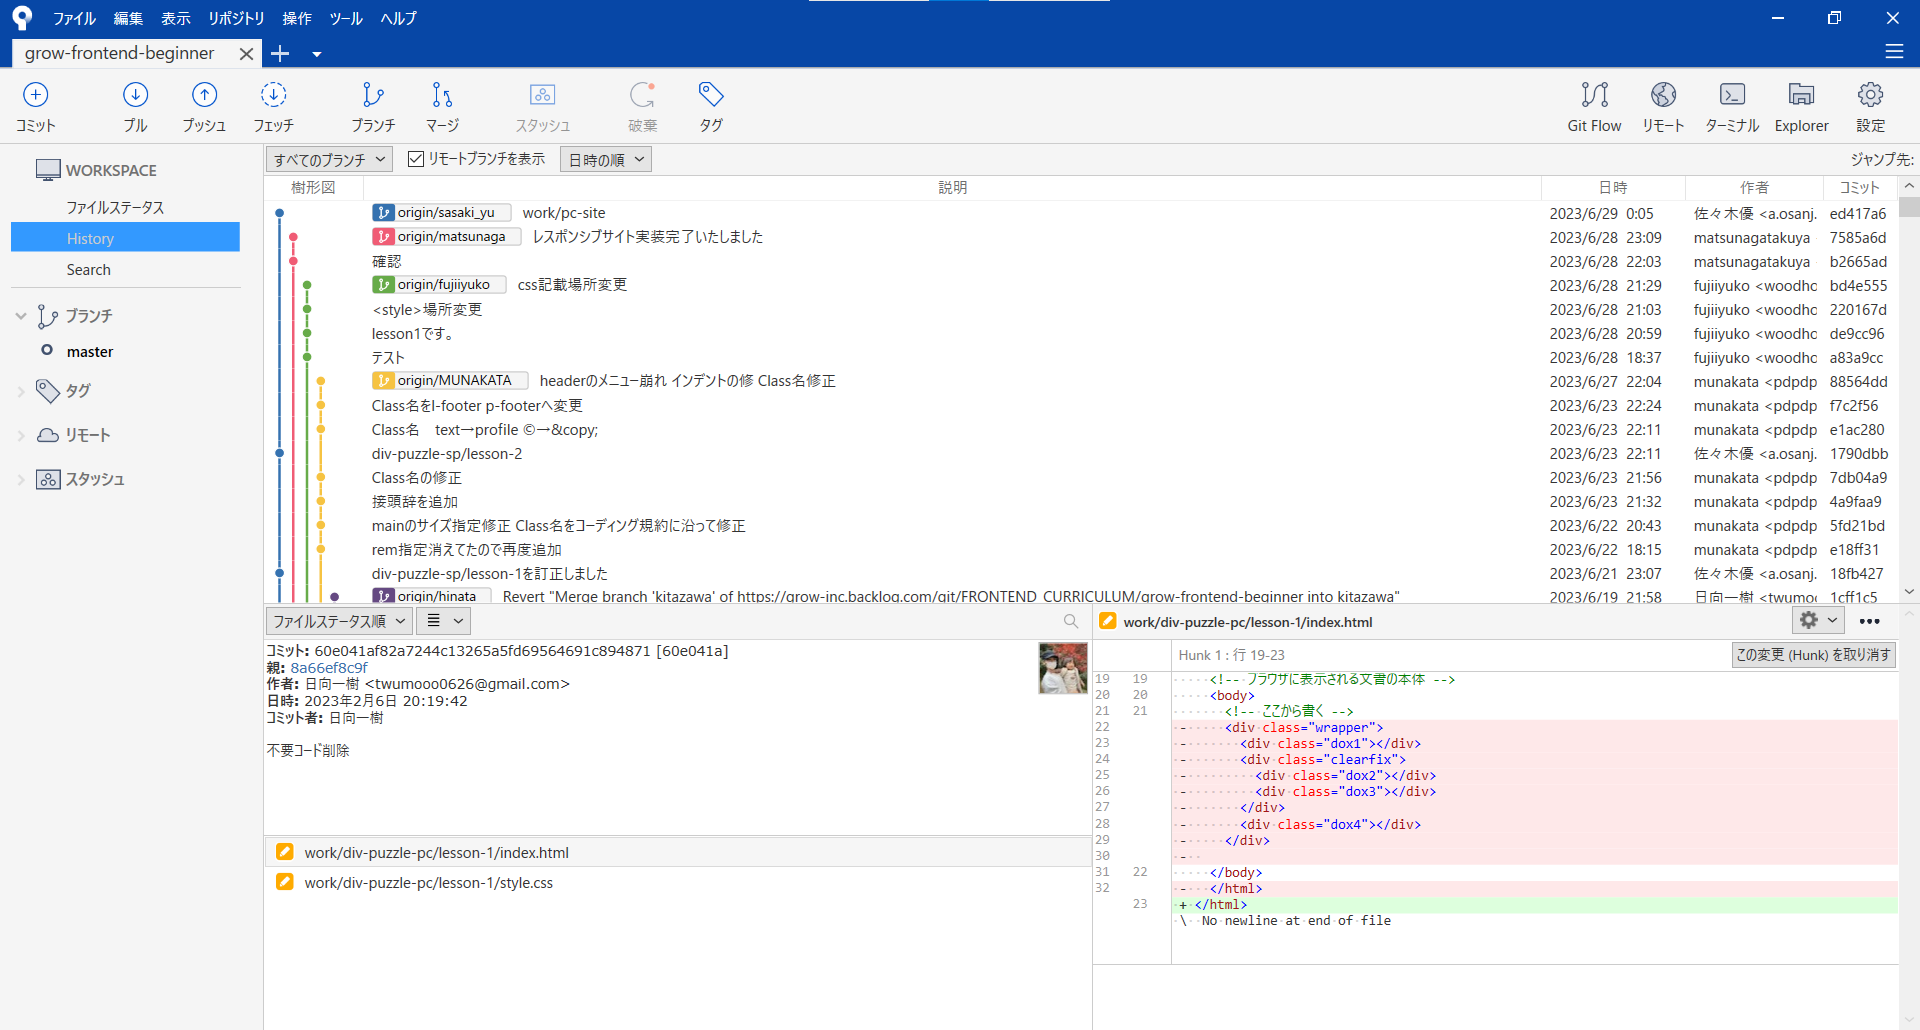 ファイル 編集 表示 リポジトリ 操作 ツール ヘルプ
grow-frontend-beginner
コミット プル プッシュ フェッチ ブランチ マージ スタッシュ 破棄 タグ Git Flow リモート ターミナル Explorer 設定
WORKSPACE
ファイルステータス
History
Search
ブランチ
master
タグ
リモート
スタッシュ
すべてのブランチ リモートブランチを表示 日時の順 ジャンプ先:
樹形図 説明 日時 作者 コミット
origin/sasaki_yu work/pc-site 2023/6/29 0:05 佐々木優 <a.osanj. ed417a6
origin/matsunaga レスポンシブサイト実装完了いたしました 2023/6/28 23:09 matsunagatakuya 7585a6d
確認 2023/6/28 22:03 matsunagatakuya b2665ad
origin/fujiiyuko css記載場所変更 2023/6/28 21:29 fujiiyuko <woodho bd4e555
<style>場所変更 2023/6/28 21:03 fujiiyuko <woodho 220167d
lesson1です。 2023/6/28 20:59 fujiiyuko <woodho de9cc96
テスト 2023/6/28 18:37 fujiiyuko <woodho a83a9cc
origin/MUNAKATA headerのメニュー崩れ インデントの修 Class名修正 2023/6/27 22:04 munakata <pdpdp 88564dd
Class名をl-footer p-footerへ変更 2023/6/23 22:24 munakata <pdpdp f7c2f56
Class名　text→profile ©→&copy; 2023/6/23 22:11 munakata <pdpdp e1ac280
div-puzzle-sp/lesson-2 2023/6/23 22:11 佐々木優 <a.osanj. 1790dbb
Class名の修正 2023/6/23 21:56 munakata <pdpdp 7db04a9
接頭辞を追加 2023/6/23 21:32 munakata <pdpdp 4a9faa9
mainのサイズ指定修正 Class名をコーディング規約に沿って修正 2023/6/22 20:43 munakata <pdpdp 5fd21bd
rem指定消えてたので再度追加 2023/6/22 18:15 munakata <pdpdp e18ff31
div-puzzle-sp/lesson-1を訂正しました 2023/6/21 23:07 佐々木優 <a.osanj. 18fb427
origin/hinata Revert "Merge branch 'kitazawa' of https://grow-inc.backlog.com/git/FRONTEND_CURRICULUM/grow-frontend-beginner into kitazawa" 2023/6/19 21:58 日向一樹 <twumoc 1cff1c5
ファイルステータス順
コミット: 60e041af82a7244c13265a5fd69564691c894871 [60e041a]
親: 8a66ef8c9f
作者: 日向一樹 <twumooo0626@gmail.com>
日時: 2023年2月6日 20:19:42
コミット者: 日向一樹
不要コード削除
work/div-puzzle-pc/lesson-1/index.html
work/div-puzzle-pc/lesson-1/style.css
work/div-puzzle-pc/lesson-1/index.html
Hunk 1 : 行 19-23 この変更 (Hunk) を取り消す
19 19 <!-- ブラウザに表示される文書の本体 -->
20 20 <body>
21 21 <!-- ここから書く -->
22 - <div class="wrapper">
23 - <div class="dox1"></div>
24 - <div class="clearfix">
25 - <div class="dox2"></div>
26 - <div class="dox3"></div>
27 - </div>
28 - <div class="dox4"></div>
29 - </div>
30 -
31 22 </body>
32 - </html>
23 + </html>
\ No newline at end of file